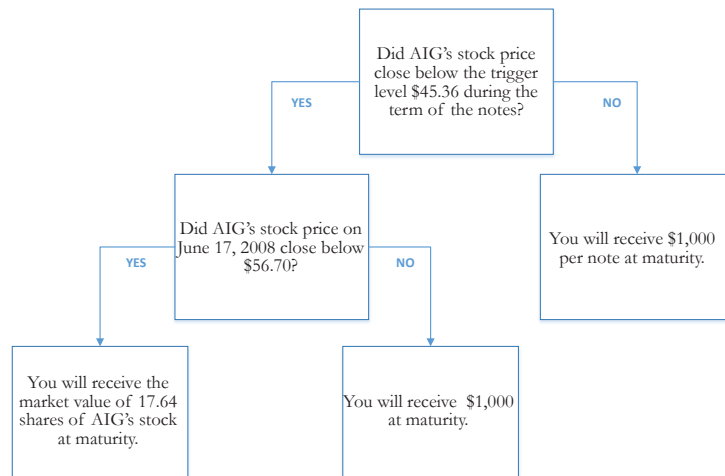 Did AIG's stock price
close below the trigger
level $45.36 during the
term of the notes?
YES
NO
Did AIG's stock price on
June 17, 2008 close below
$56.70?
You will receive $1,000
per note at maturity.
YES
NO
You will receive the
market value of 17.64
shares of AIG's stock
at maturity.
You will receive  $1,000
at maturity.